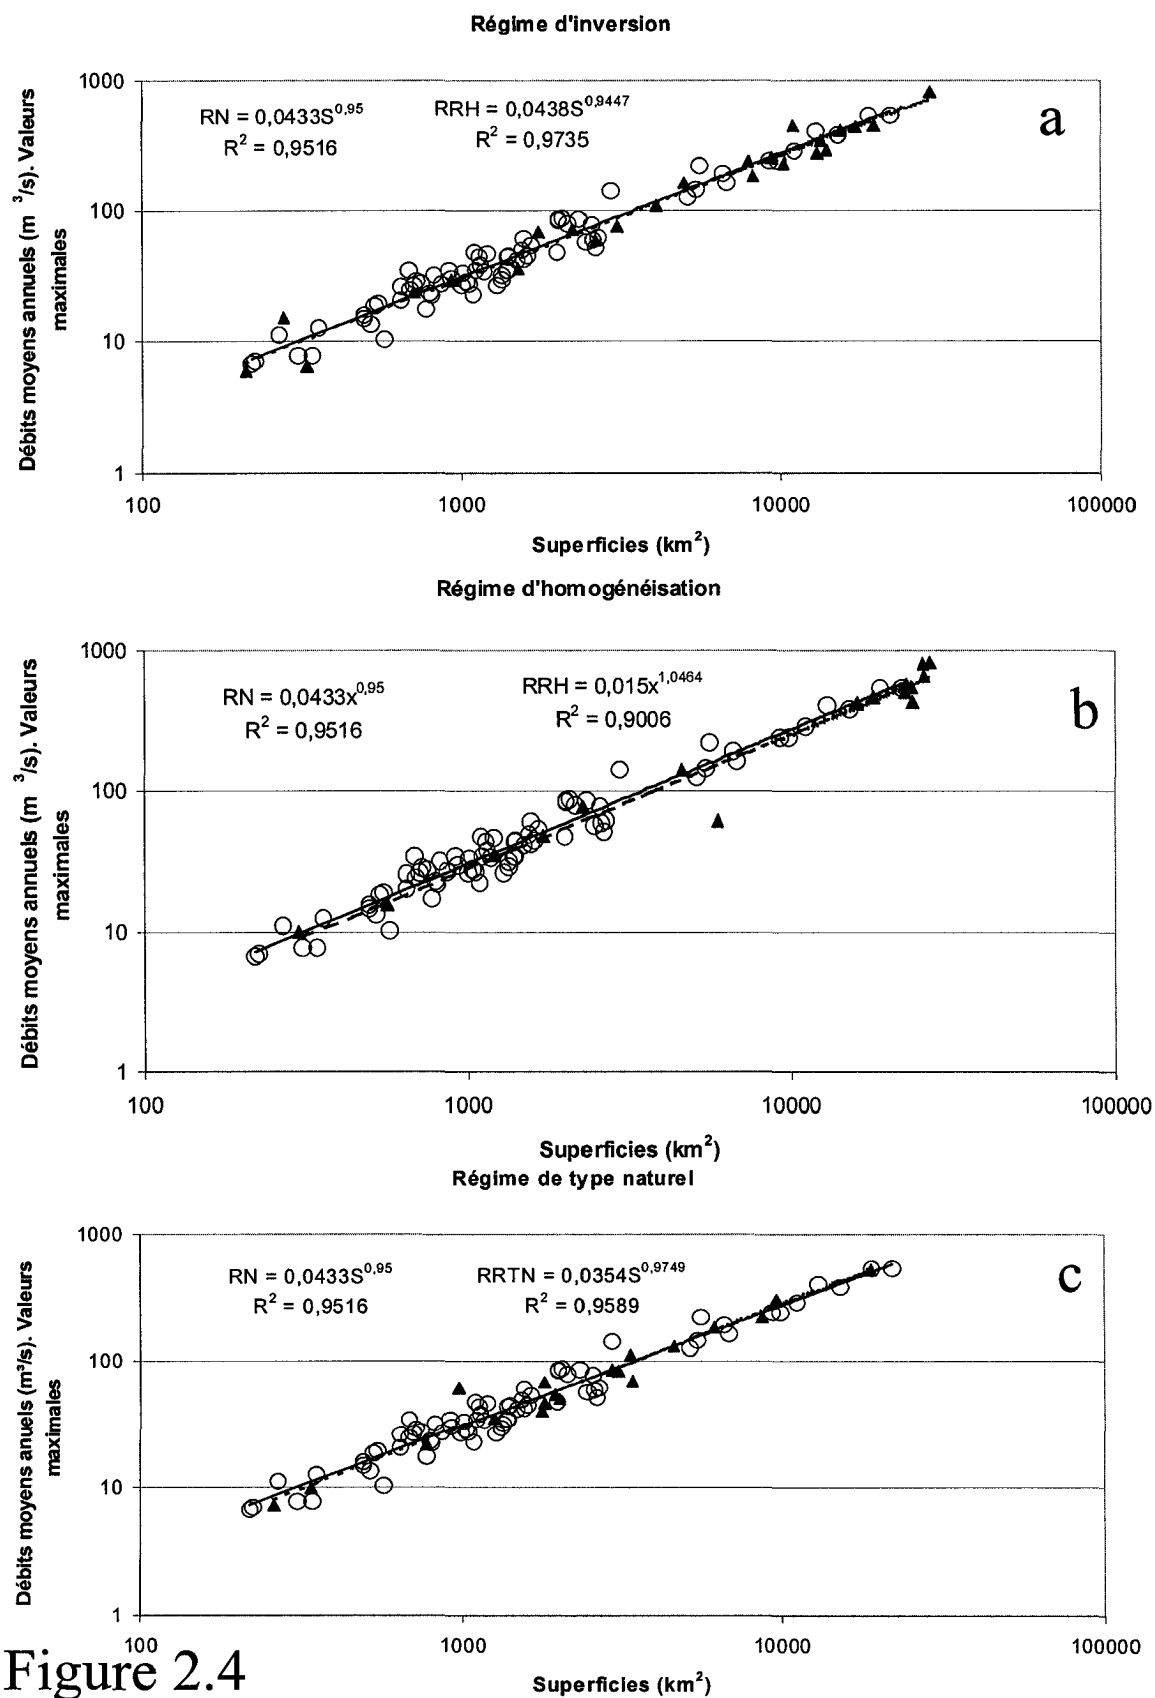 Régime d'inversion
Débits moyens annuels (m ³/s). Valeurs
maximales
1000
100
10
1
RN = 0,0433S^0,95
R² = 0,9516
RRH = 0,0438S^0,9447
R² = 0,9735
a
100
1000
10000
100000
Superficies (km²)
Régime d'homogénéisation
Débits moyens annuels (m ³/s). Valeurs
maximales
1000
100
10
1
RN = 0,0433x^0,95
R² = 0,9516
RRH = 0,015x^1,0464
R² = 0,9006
b
100
1000
10000
100000
Superficies (km²)
Régime de type naturel
Débits moyens anuels (m³/s). Valeurs
maximales
1000
100
10
1
RN = 0,0433S^0,95
R² = 0,9516
RRTN = 0,0354S^0,9749
R² = 0,9589
c
100
1000
10000
100000
Superficies (km²)
Figure 2.4